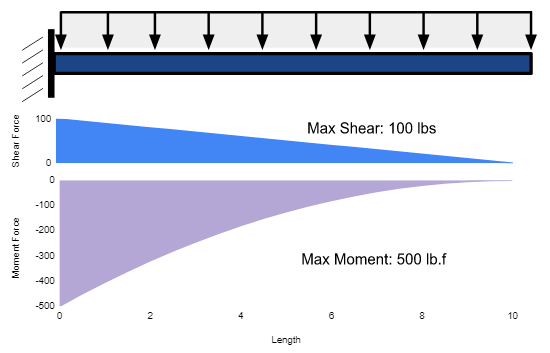 Shear Force
100
0
Max Shear: 100 lbs
Moment Force
0
-100
-200
-300
-400
-500
Max Moment: 500 lb.f
0 2 4 6 8 10
Length